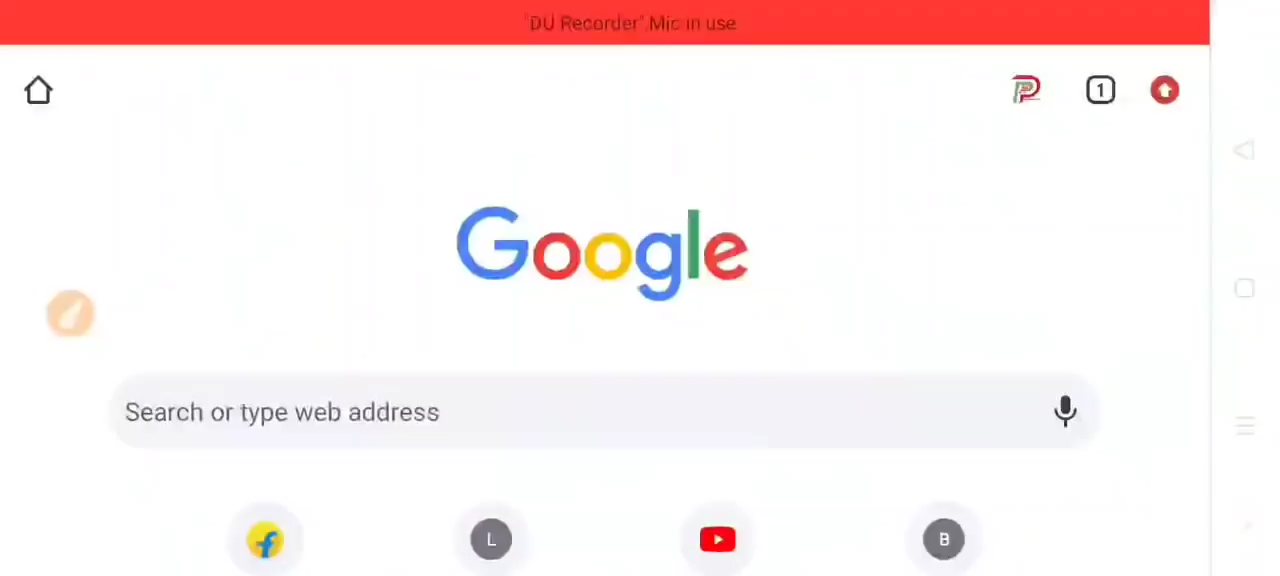 "DU Recorder" Mic in use
1
Google
Search or type web address
L
B